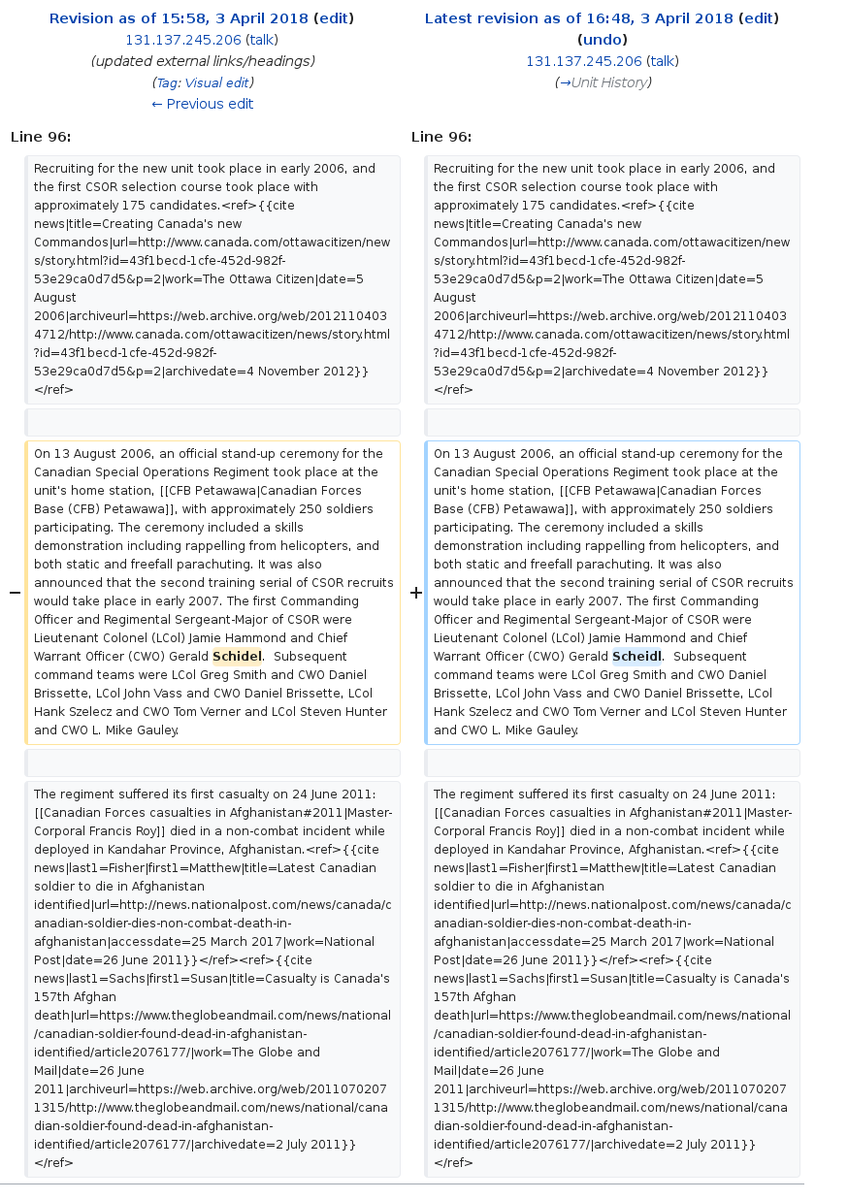 Revision as of 15:58, 3 April 2018 (edit)
131.137.245.206 (talk)
(updated external links/headings)
(Tag: Visual edit)
← Previous edit
Latest revision as of 16:48, 3 April 2018 (edit)
(undo)
131.137.245.206 (talk)
(→Unit History)
Line 96:
Recruiting for the new unit took place in early 2006, and
the first CSOR selection course took place with
approximately 175 candidates.<ref>{{cite
news|title=Creating Canada's new
Commandos|url=http://www.canada.com/ottawacitizen/new
s/story.html?id=43f1becd-1cfe-452d-982f-
53e29ca0d7d5&p=2|work=The Ottawa Citizen|date=5
August
2006|archiveurl=https://web.archive.org/web/2012110403
4712/http://www.canada.com/ottawacitizen/news/story.html
?id=43f1becd-1cfe-452d-982f-
53e29ca0d7d5&p=2|archivedate=4 November 2012}}
</ref>
−
On 13 August 2006, an official stand-up ceremony for the
Canadian Special Operations Regiment took place at the
unit's home station, [[CFB Petawawa|Canadian Forces
Base (CFB) Petawawa]], with approximately 250 soldiers
participating. The ceremony included a skills
demonstration including rappelling from helicopters, and
both static and freefall parachuting. It was also
announced that the second training serial of CSOR recruits
would take place in early 2007. The first Commanding
Officer and Regimental Sergeant-Major of CSOR were
Lieutenant Colonel (LCol) Jamie Hammond and Chief
Warrant Officer (CWO) Gerald Schidel.  Subsequent
command teams were LCol Greg Smith and CWO Daniel
Brissette, LCol John Vass and CWO Daniel Brissette, LCol
Hank Szelecz and CWO Tom Verner and LCol Steven Hunter
and CWO L. Mike Gauley.
The regiment suffered its first casualty on 24 June 2011:
[[Canadian Forces casualties in Afghanistan#2011|Master-
Corporal Francis Roy]] died in a non-combat incident while
deployed in Kandahar Province, Afghanistan.<ref>{{cite
news|last1=Fisher|first1=Matthew|title=Latest Canadian
soldier to die in Afghanistan
identified|url=http://news.nationalpost.com/news/canada/c
anadian-soldier-dies-non-combat-death-in-
afghanistan|accessdate=25 March 2017|work=National
Post|date=26 June 2011}}</ref><ref>{{cite
news|last1=Sachs|first1=Susan|title=Casualty is Canada's
157th Afghan
death|url=https://www.theglobeandmail.com/news/national
/canadian-soldier-found-dead-in-afghanistan-
identified/article2076177/|work=The Globe and
Mail|date=26 June
2011|archiveurl=https://web.archive.org/web/2011070207
1315/http://www.theglobeandmail.com/news/national/cana
dian-soldier-found-dead-in-afghanistan-
identified/article2076177/|archivedate=2 July 2011}}
</ref>
Line 96:
Recruiting for the new unit took place in early 2006, and
the first CSOR selection course took place with
approximately 175 candidates.<ref>{{cite
news|title=Creating Canada's new
Commandos|url=http://www.canada.com/ottawacitizen/new
s/story.html?id=43f1becd-1cfe-452d-982f-
53e29ca0d7d5&p=2|work=The Ottawa Citizen|date=5
August
2006|archiveurl=https://web.archive.org/web/2012110403
4712/http://www.canada.com/ottawacitizen/news/story.html
?id=43f1becd-1cfe-452d-982f-
53e29ca0d7d5&p=2|archivedate=4 November 2012}}
</ref>
+
On 13 August 2006, an official stand-up ceremony for the
Canadian Special Operations Regiment took place at the
unit's home station, [[CFB Petawawa|Canadian Forces
Base (CFB) Petawawa]], with approximately 250 soldiers
participating. The ceremony included a skills
demonstration including rappelling from helicopters, and
both static and freefall parachuting. It was also
announced that the second training serial of CSOR recruits
would take place in early 2007. The first Commanding
Officer and Regimental Sergeant-Major of CSOR were
Lieutenant Colonel (LCol) Jamie Hammond and Chief
Warrant Officer (CWO) Gerald Scheidl.  Subsequent
command teams were LCol Greg Smith and CWO Daniel
Brissette, LCol John Vass and CWO Daniel Brissette, LCol
Hank Szelecz and CWO Tom Verner and LCol Steven Hunter
and CWO L. Mike Gauley.
The regiment suffered its first casualty on 24 June 2011:
[[Canadian Forces casualties in Afghanistan#2011|Master-
Corporal Francis Roy]] died in a non-combat incident while
deployed in Kandahar Province, Afghanistan.<ref>{{cite
news|last1=Fisher|first1=Matthew|title=Latest Canadian
soldier to die in Afghanistan
identified|url=http://news.nationalpost.com/news/canada/c
anadian-soldier-dies-non-combat-death-in-
afghanistan|accessdate=25 March 2017|work=National
Post|date=26 June 2011}}</ref><ref>{{cite
news|last1=Sachs|first1=Susan|title=Casualty is Canada's
157th Afghan
death|url=https://www.theglobeandmail.com/news/national
/canadian-soldier-found-dead-in-afghanistan-
identified/article2076177/|work=The Globe and
Mail|date=26 June
2011|archiveurl=https://web.archive.org/web/2011070207
1315/http://www.theglobeandmail.com/news/national/cana
dian-soldier-found-dead-in-afghanistan-
identified/article2076177/|archivedate=2 July 2011}}
</ref>